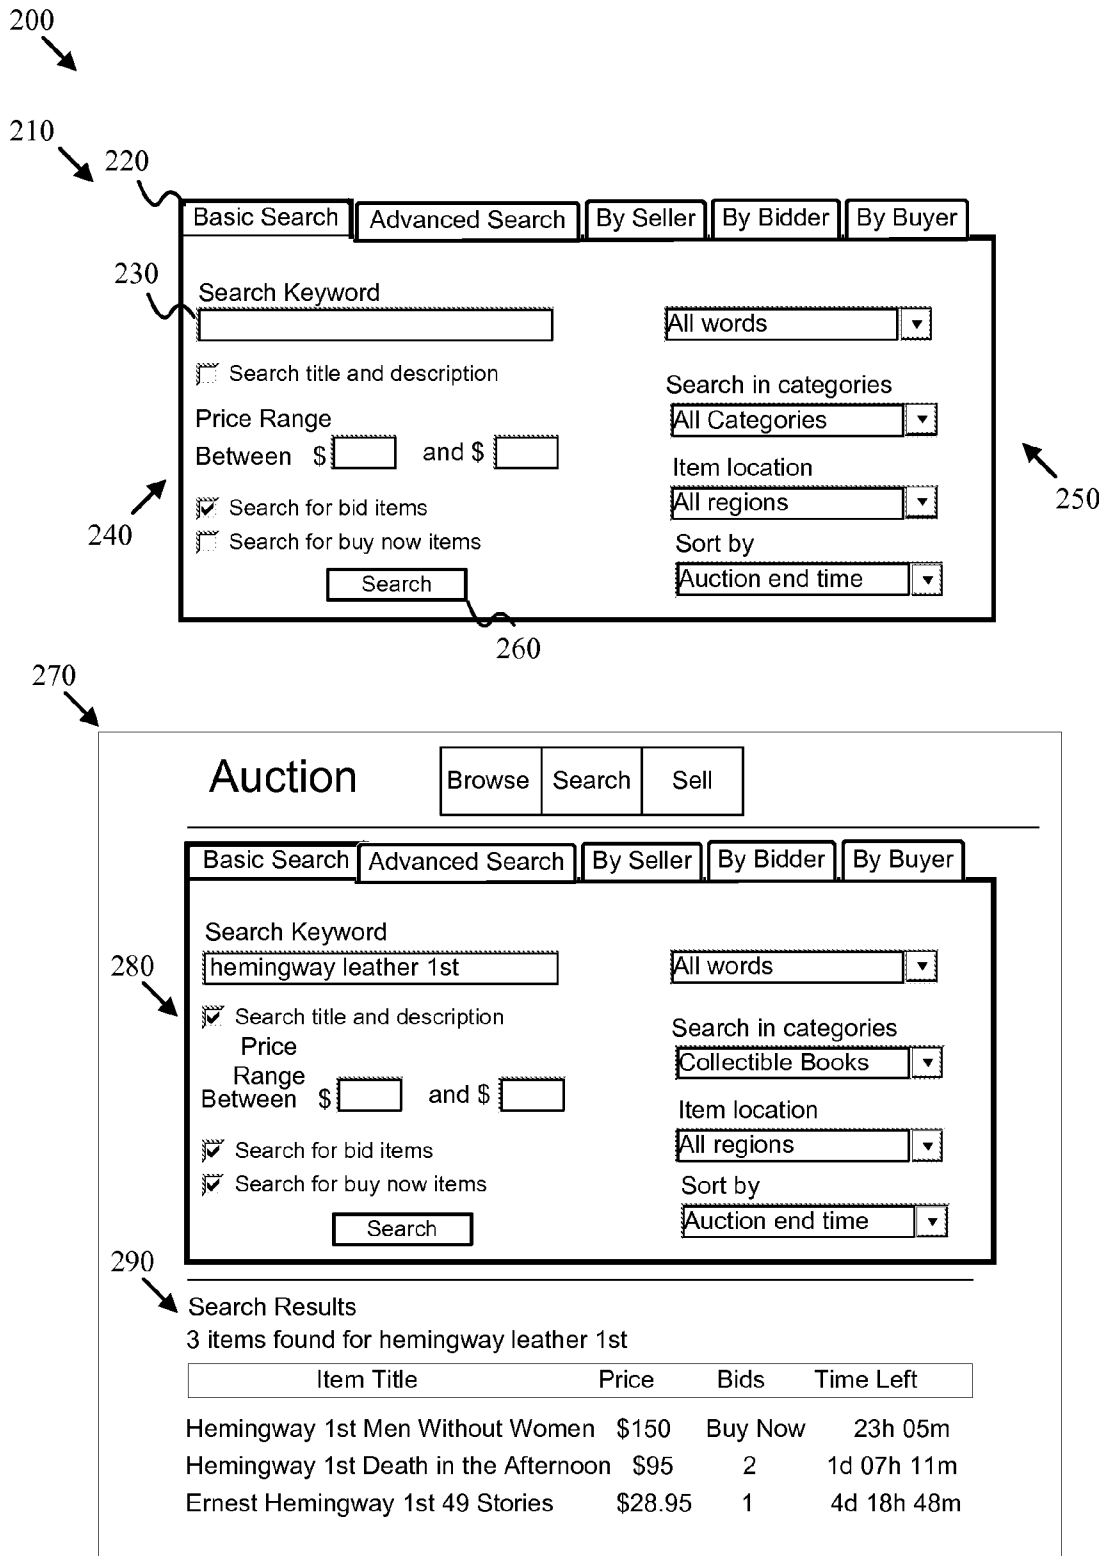 200
210
220
Basic Search Advanced Search By Seller By Bidder By Buyer
230
Search Keyword
All words
Search title and description
Search in categories
All Categories
Price Range
Between $ and $
Item location
All regions
240
250
Search for bid items
Search for buy now items
Sort by
Auction end time
Search
260
270
Auction Browse Search Sell
Basic Search Advanced Search By Seller By Bidder By Buyer
Search Keyword
280
hemingway leather 1st All words
Search title and description
Search in categories
Price
Range
Collectible Books
Between $ and $
Item location
All regions
Search for bid items
Search for buy now items
Sort by
Auction end time
Search
290
Search Results
3 items found for hemingway leather 1st
Item Title Price Bids Time Left
Hemingway 1st Men Without Women $150 Buy Now 23h 05m
Hemingway 1st Death in the Afternoon $95 2 1d 07h 11m
Ernest Hemingway 1st 49 Stories $28.95 1 4d 18h 48m